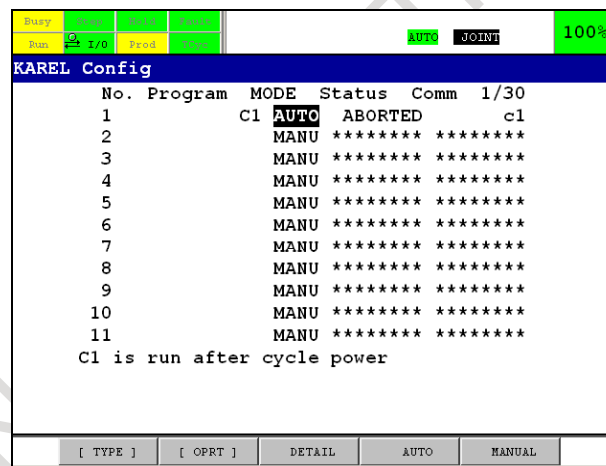 Busy Step Hold Fault
Run I/O Prod TCyc AUTO JOINT 100%
KAREL Config
No. Program MODE Status Comm 1/30
1 C1 AUTO ABORTED c1
2 MANU ******** ********
3 MANU ******** ********
4 MANU ******** ********
5 MANU ******** ********
6 MANU ******** ********
7 MANU ******** ********
8 MANU ******** ********
9 MANU ******** ********
10 MANU ******** ********
11 MANU ******** ********
C1 is run after cycle power
[ TYPE ] [ OPRT ] DETAIL AUTO MANUAL